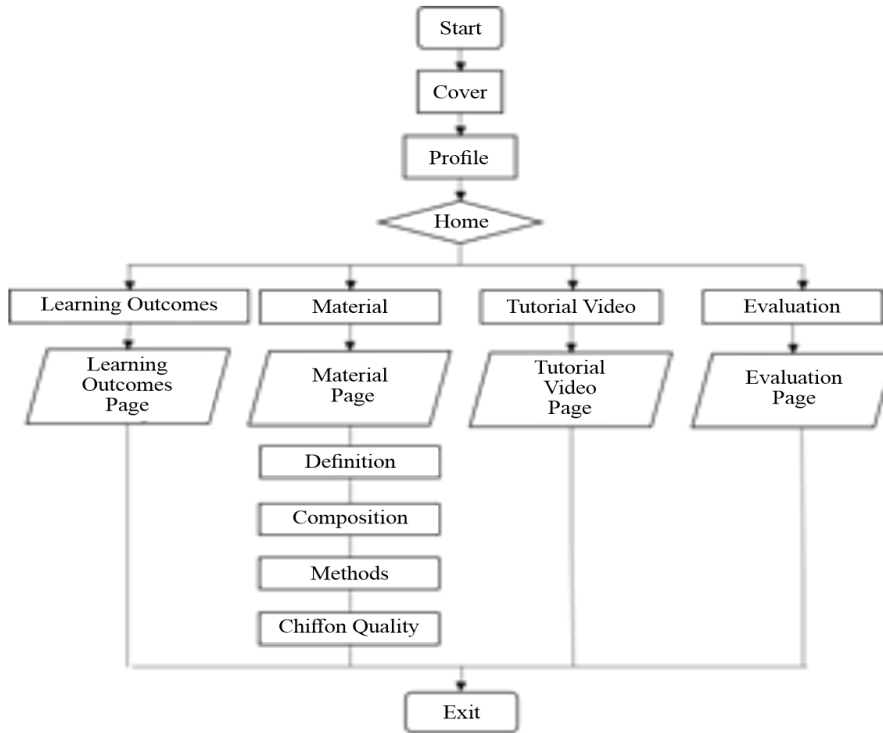 Start
Cover
Profile
Home
Learning Outcomes
Material
Tutorial Video
Evaluation
Learning
Outcomes
Page
Material
Page
Tutorial
Video
Page
Evaluation
Page
Definition
Composition
Methods
Chiffon Quality
Exit